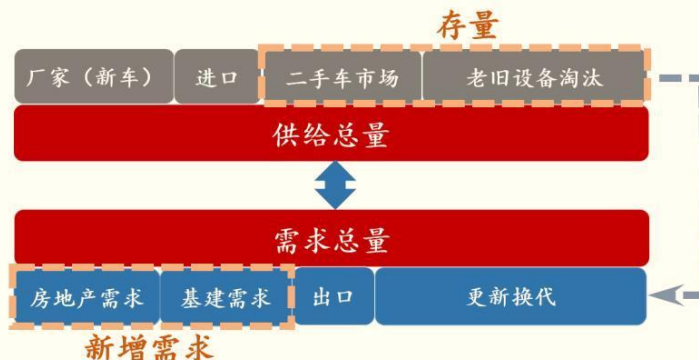 存量
厂家（新车） 进口 二手车市场 老旧设备淘汰
供给总量
需求总量
房地产需求 基建需求 出口 更新换代
新增需求